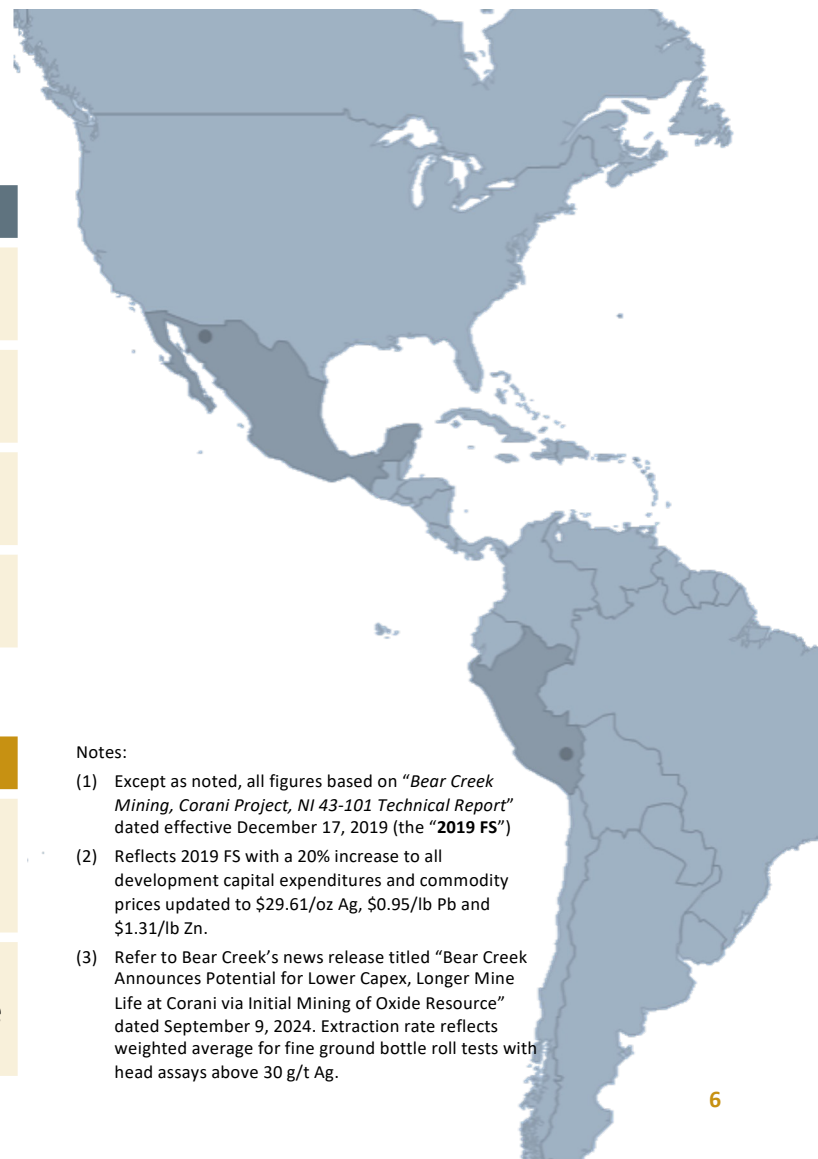 Notes:
(1) Except as noted, all figures based on “Bear Creek
Mining, Corani Project, NI 43-101 Technical Report”
dated effective December 17, 2019 (the “2019 FS”)
(2) Reflects 2019 FS with a 20% increase to all
development capital expenditures and commodity
prices updated to $29.61/oz Ag, $0.95/lb Pb and
$1.31/lb Zn.
(3) Refer to Bear Creek’s news release titled “Bear Creek
Announces Potential for Lower Capex, Longer Mine
Life at Corani via Initial Mining of Oxide Resource”
dated September 9, 2024. Extraction rate reflects
weighted average for fine ground bottle roll tests with
head assays above 30 g/t Ag.
6